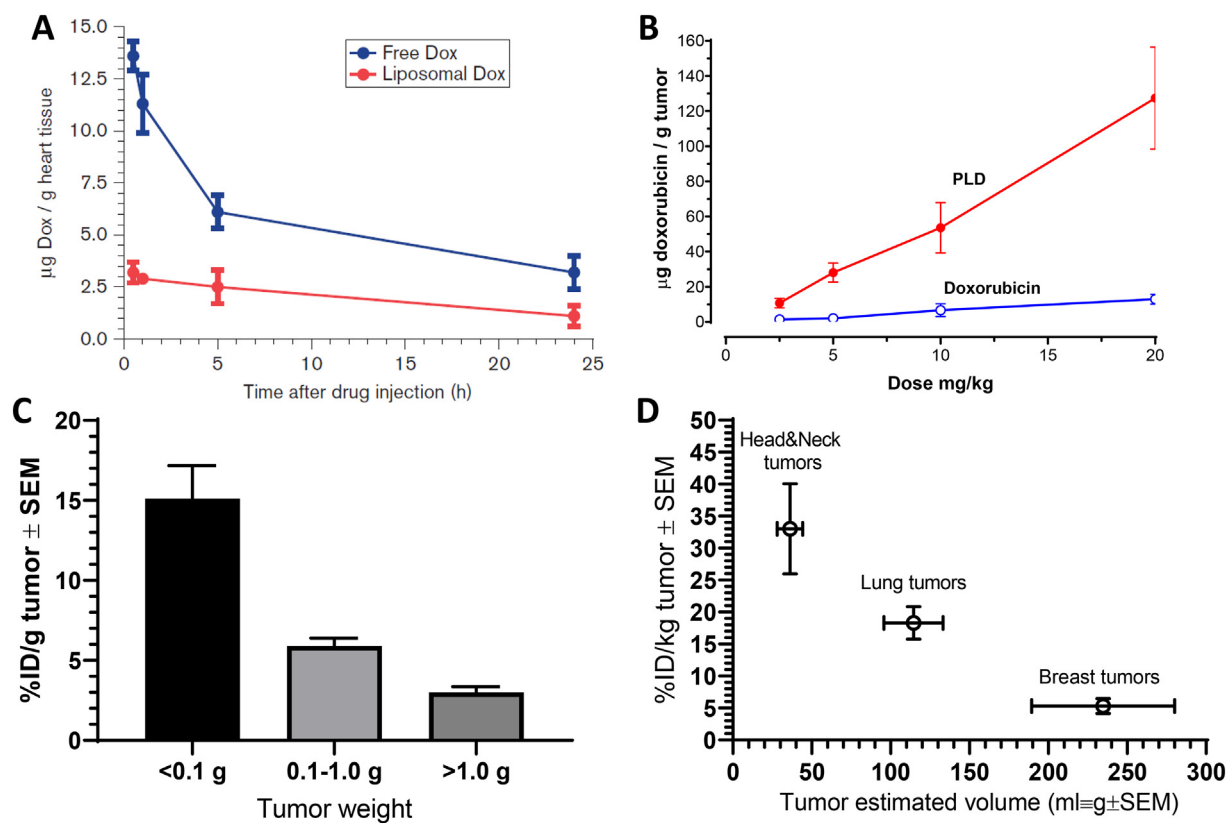 A
15.0
12.5
10.0
7.5
5.0
2.5
0.0
µg Dox / g heart tissue
Free Dox
Liposomal Dox
0 5 10 15 20 25
Time after drug injection (h)
B
160
140
120
100
80
60
40
20
0
µg doxorubicin / g tumor
PLD
Doxorubicin
0 5 10 15 20
Dose mg/kg
C
20
15
10
5
0
%ID/g tumor ± SEM
<0.1 g 0.1-1.0 g >1.0 g
Tumor weight
D
50
45
40
35
30
25
20
15
10
5
0
%ID/kg tumor ± SEM
Head&Neck
tumors
Lung tumors
Breast tumors
0 50 100 150 200 250 300
Tumor estimated volume (ml≡g±SEM)